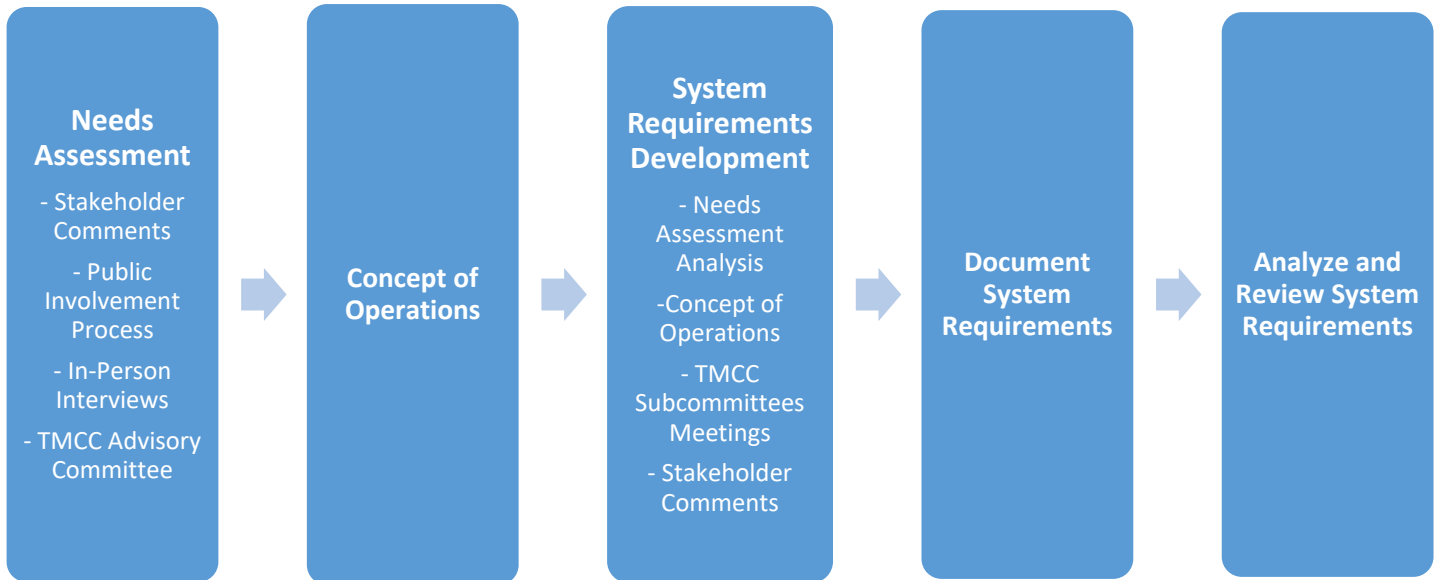 Needs
Assessment
- Stakeholder
Comments
- Public
Involvement
Process
- In-Person
Interviews
- TMCC Advisory
Committee
Concept of
Operations
System
Requirements
Development
- Needs
Assessment
Analysis
-Concept of
Operations
- TMCC
Subcommittees
Meetings
- Stakeholder
Comments
Document
System
Requirements
Analyze and
Review System
Requirements